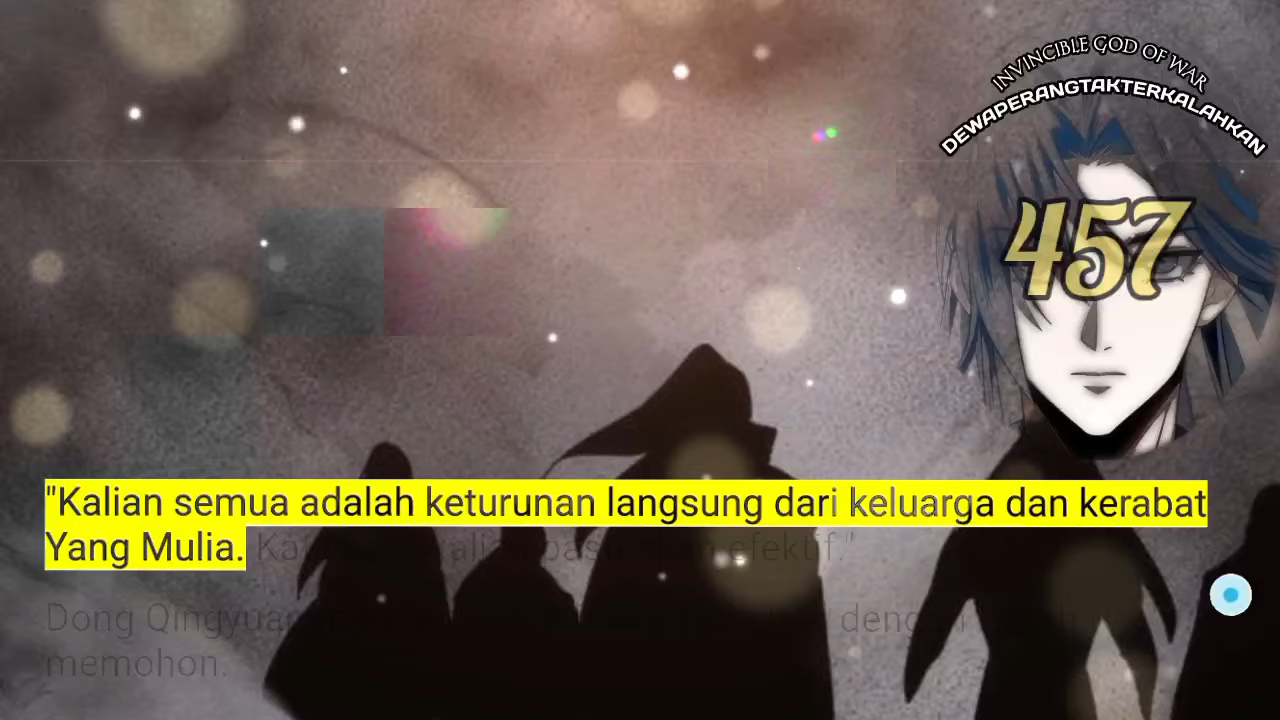 INVINCIBLE GOD OF WAR
DEWAPERANGTAKTERKALAHKAN
457
"Kalian semua adalah keturunan langsung dari keluarga dan kerabat
Yang Mulia. efektif."
Dong Qingyuan
memohon.